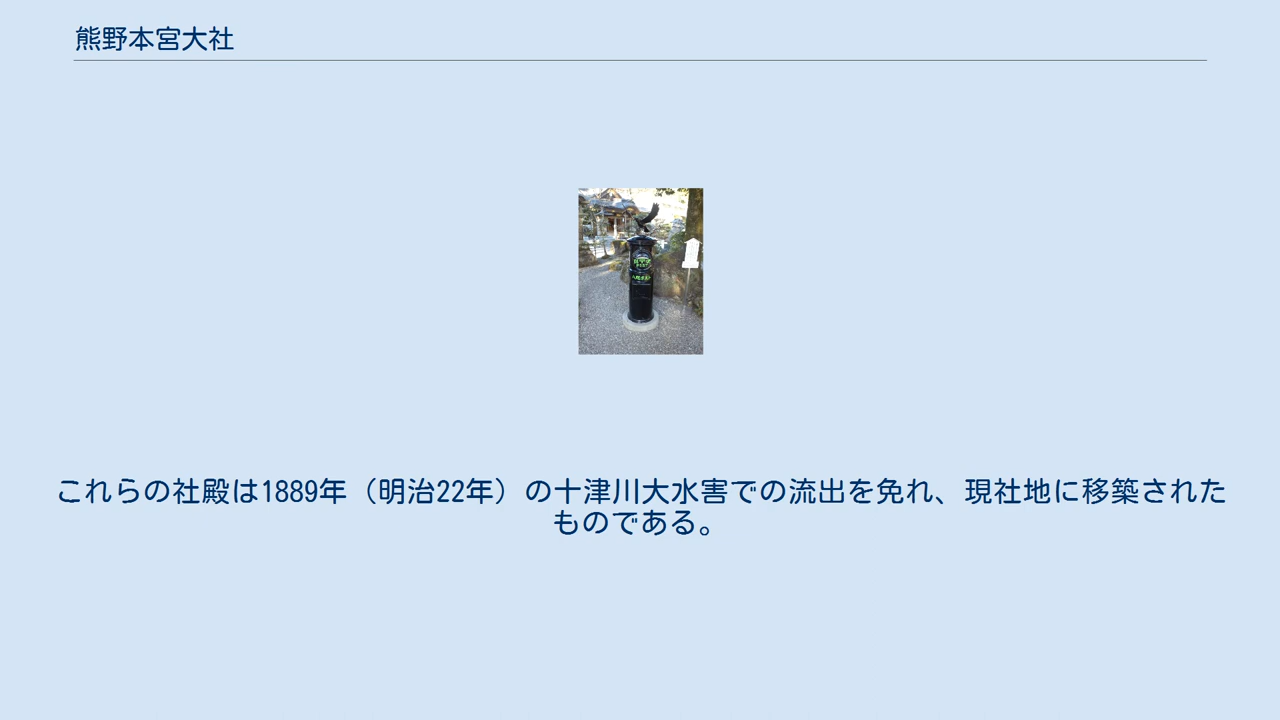 熊野本宮大社
これらの社殿は1889年（明治22年）の十津川大水害での流出を免れ、現社地に移築された
ものである。